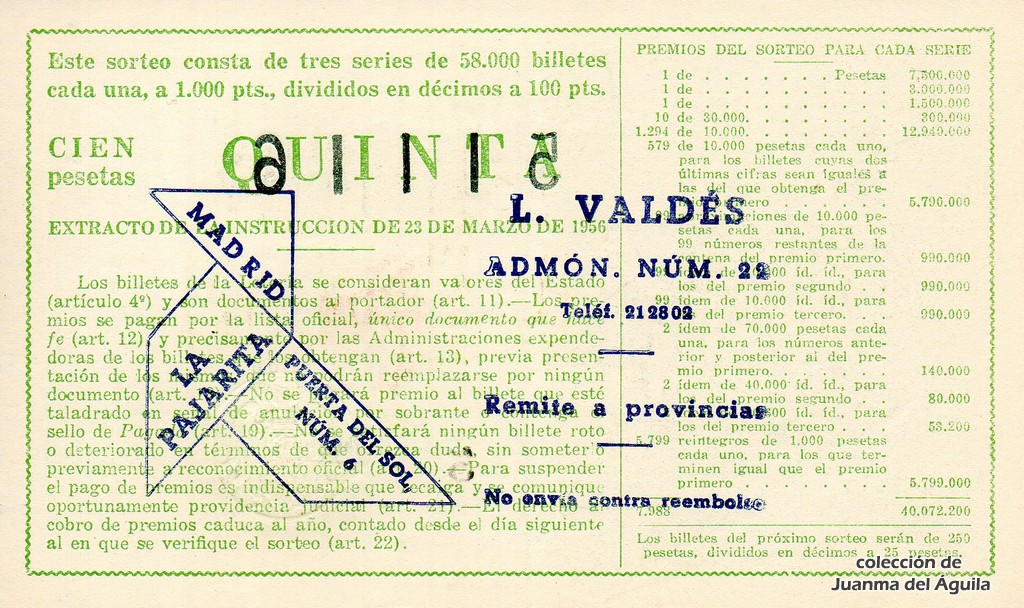 Este sorteo consta de tres series de 58.000 billetes
cada una, a 1.000 pts., divididos en décimos a 100 pts.
CIEN
pesetas
QUINTA
EXTRACTO DE LA INSTRUCCION DE 23 DE MARZO DE 1956
Los billetes de la Lotería se consideran valores del Estado
(artículo 4º) y son documentos al portador (art. 11).—Los pre-
mios se pagan por la lista oficial, único documento que hace
fe (art. 12) y precisamente por las Administraciones expende-
doras de los billetes que los obtengan (art. 13), previa presen-
tación de los mismos, que no podrán reemplazarse por ningún
documento (art. No se pagará premio al billete que esté
taladrado en señal de anulación por sobrante o contenga el
sello de Pagado (art. 19).—No se satisfará ningún billete roto
o deteriorado en términos de que ofrezca duda, sin someterlo
previamente a reconocimiento oficial (art. 20).—Para suspender
el pago de premios es indispensable que recaiga y se comunique
oportunamente providencia judicial (art. 21).—El derecho al
cobro de premios caduca al año, contado desde el día siguiente
al en que se verifique el sorteo (art. 22).
MADRID
LA
PAJARITA
PUERTA DEL SOL,
NÚM. 6
L. VALDÉS
ADMÓN. NÚM. 22
Teléf. 212802
Remite a provincias
No envía contra reembolso
PREMIOS DEL SORTEO PARA CADA SERIE
1 de . . . . . . . Pesetas 7.500.000
1 de . . . . . . . . . . 3.000.000
1 de . . . . . . . . . . 1.500.000
10 de 30.000. . . . . . . . 300.000
1.294 de 10.000. . . . . . . . 12.940.000
579 de 10.000 pesetas cada uno,
para los billetes cuyas dos
últimas cifras sean iguales a
las del que obtenga el pre-
mio primero . . . . . 5.790.000
99 aproximaciones de 10.000 pe-
setas cada una, para los
99 números restantes de la
centena del premio primero. 990.000
99 ídem de 10.000 íd. íd., para
los del premio segundo . . 990.000
99 ídem de 10.000 íd. íd., para
los del premio tercero. . . 990.000
2 ídem de 70.000 pesetas cada
una, para los números ante-
rior y posterior al del pre-
mio primero. . . . . . 140.000
2 ídem de 40.000 íd. íd., para
los del premio segundo . . 80.000
los del premio tercero . . . 53.200
5.799 reintegros de 1.000 pesetas
cada uno, para los que ter-
minen igual que el premio
primero . . . . . . . 5.799.000
7.988 40.072.200
Los billetes del próximo sorteo serán de 250
pesetas, divididos en décimos a 25 pesetas.
colección de
Juanma del Águila